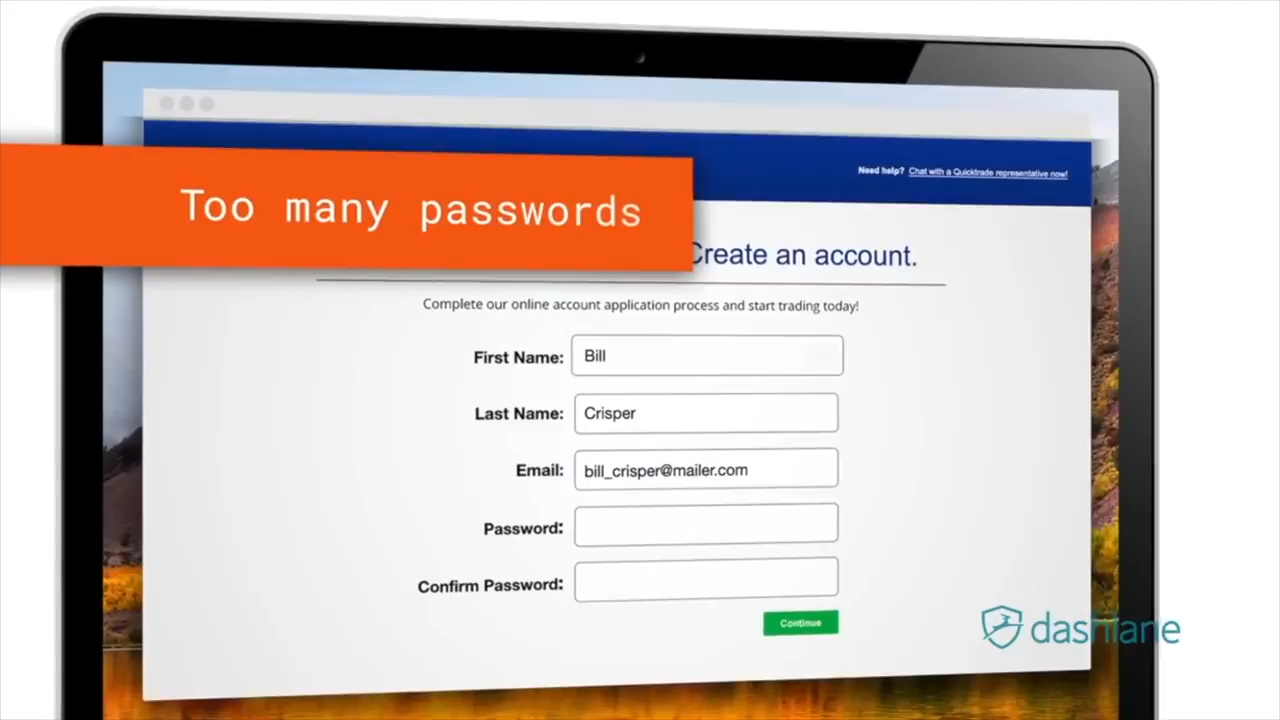 Need help? Chat with a Quicktrade representative now!
Too many passwords
Create an account.
Complete our online account application process and start trading today!
First Name: Bill
Last Name: Crisper
Email: bill_crisper@mailer.com
Password:
Confirm Password:
Continue
dashlane